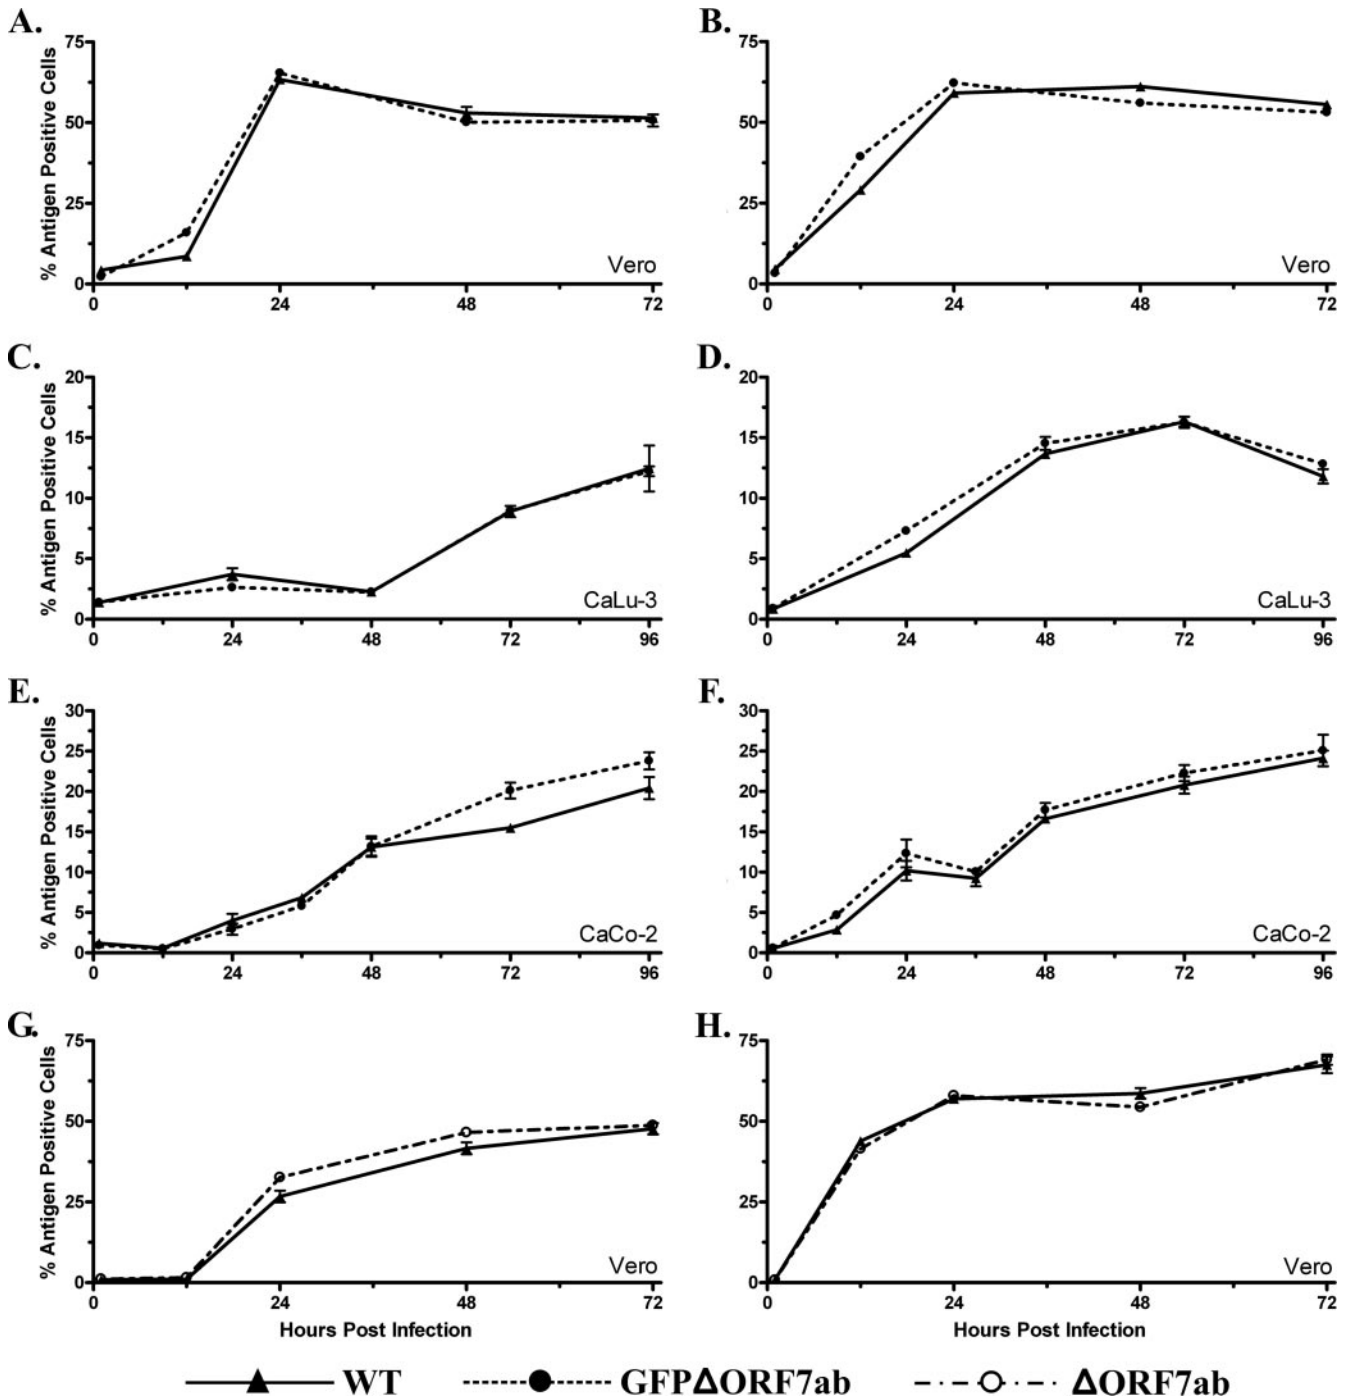 A.
B.
75
50
25
0
% Antigen Positive Cells
Vero
0 24 48 72
75
50
25
0
Vero
0 24 48 72
C.
D.
20
15
10
5
0
% Antigen Positive Cells
CaLu-3
0 24 48 72 96
20
15
10
5
0
CaLu-3
0 24 48 72 96
E.
F.
30
25
20
15
10
5
0
% Antigen Positive Cells
CaCo-2
0 24 48 72 96
30
25
20
15
10
5
0
CaCo-2
0 24 48 72 96
G.
H.
75
50
25
0
% Antigen Positive Cells
Vero
0 24 48 72
Hours Post Infection
75
50
25
0
Vero
0 24 48 72
Hours Post Infection
WT GFPΔORF7ab ΔORF7ab